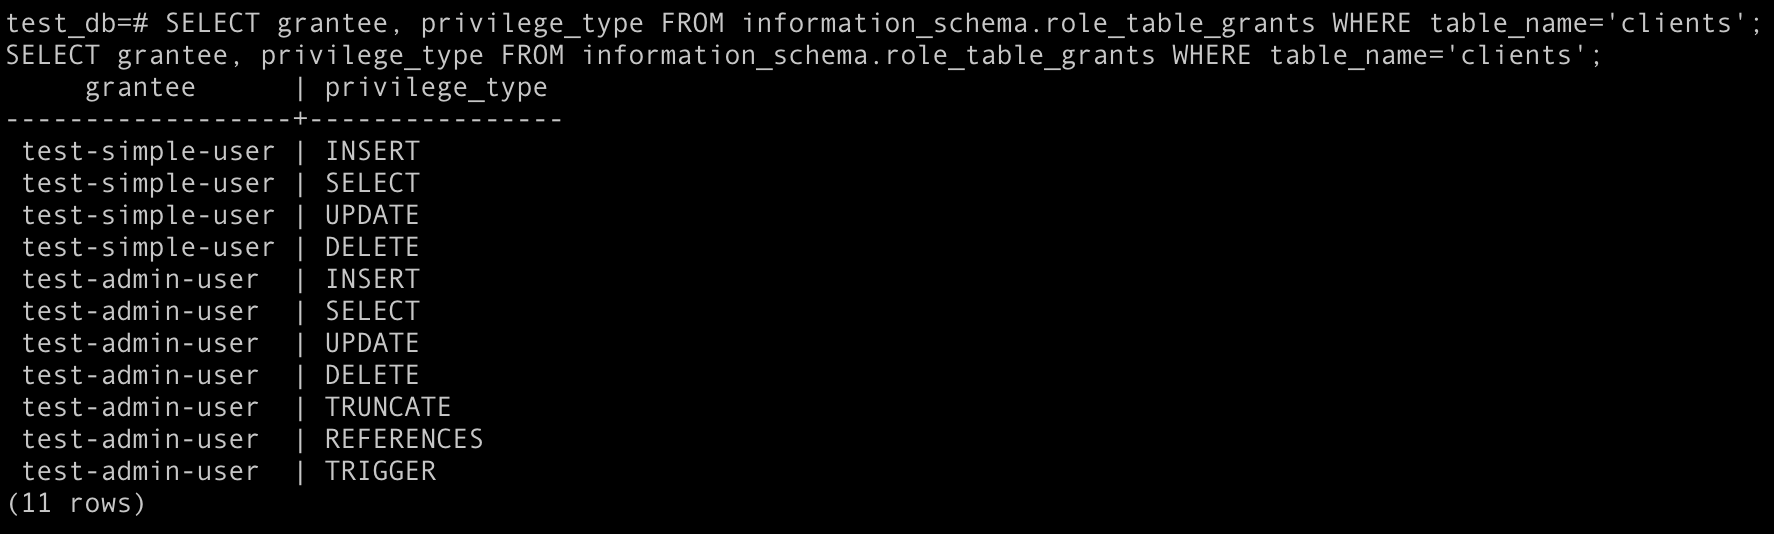 test_db=# SELECT grantee, privilege_type FROM information_schema.role_table_grants WHERE table_name='clients';
SELECT grantee, privilege_type FROM information_schema.role_table_grants WHERE table_name='clients';
     grantee      | privilege_type
------------------+----------------
 test-simple-user | INSERT
 test-simple-user | SELECT
 test-simple-user | UPDATE
 test-simple-user | DELETE
 test-admin-user  | INSERT
 test-admin-user  | SELECT
 test-admin-user  | UPDATE
 test-admin-user  | DELETE
 test-admin-user  | TRUNCATE
 test-admin-user  | REFERENCES
 test-admin-user  | TRIGGER
(11 rows)